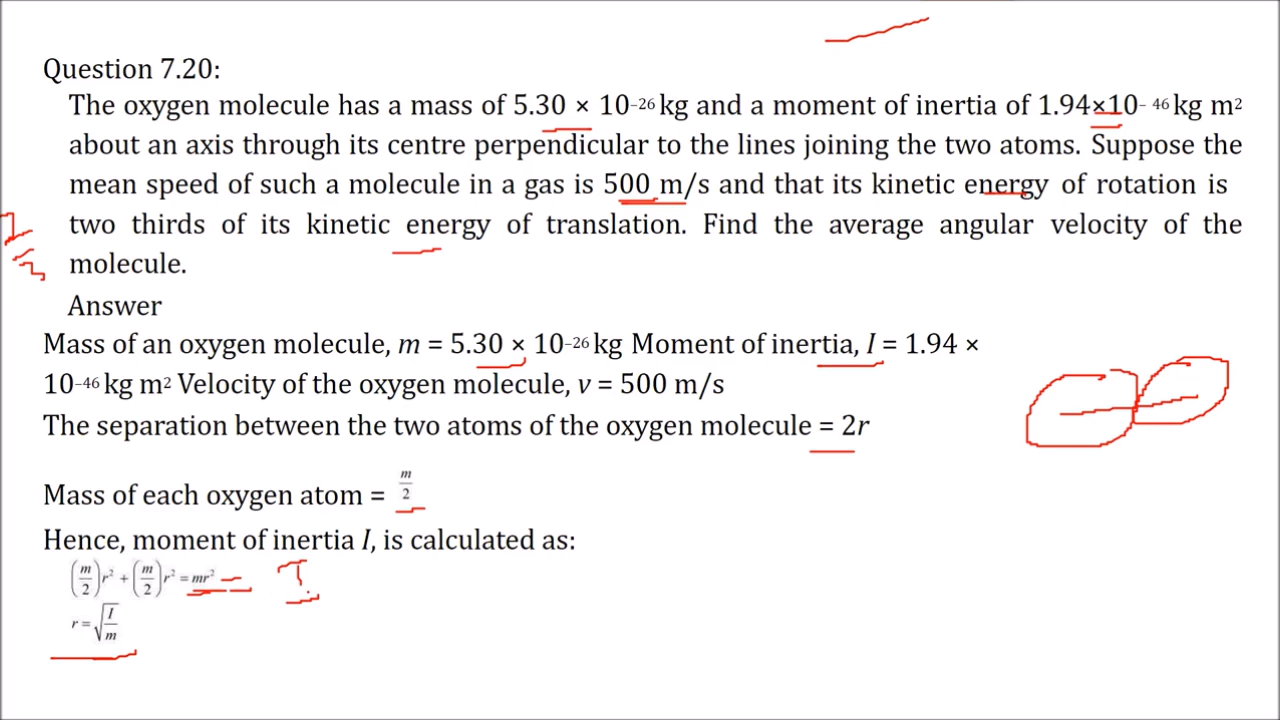 Question 7.20:
The oxygen molecule has a mass of 5.30 × 10⁻²⁶ kg and a moment of inertia of 1.94×10⁻ ⁴⁶ kg m²
about an axis through its centre perpendicular to the lines joining the two atoms. Suppose the
mean speed of such a molecule in a gas is 500 m/s and that its kinetic energy of rotation is
two thirds of its kinetic energy of translation. Find the average angular velocity of the
molecule.
Answer
Mass of an oxygen molecule, m = 5.30 × 10⁻²⁶ kg Moment of inertia, I = 1.94 ×
10⁻⁴⁶ kg m² Velocity of the oxygen molecule, v = 500 m/s
The separation between the two atoms of the oxygen molecule = 2r
Mass of each oxygen atom = m/2
Hence, moment of inertia I, is calculated as:
(m/2)r² + (m/2)r² = mr² = I
r = √(I/m)